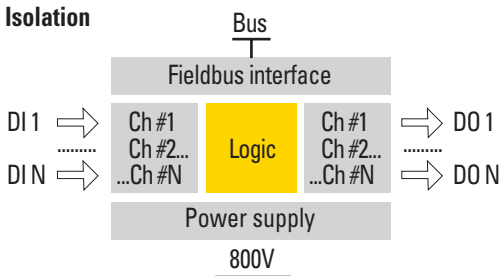 Isolation
Bus
Fieldbus interface
DI 1 Ch #1 Logic Ch #1 DO 1
......... Ch #2... Ch #2... .........
DI N ...Ch #N ...Ch #N DO N
Power supply
800V